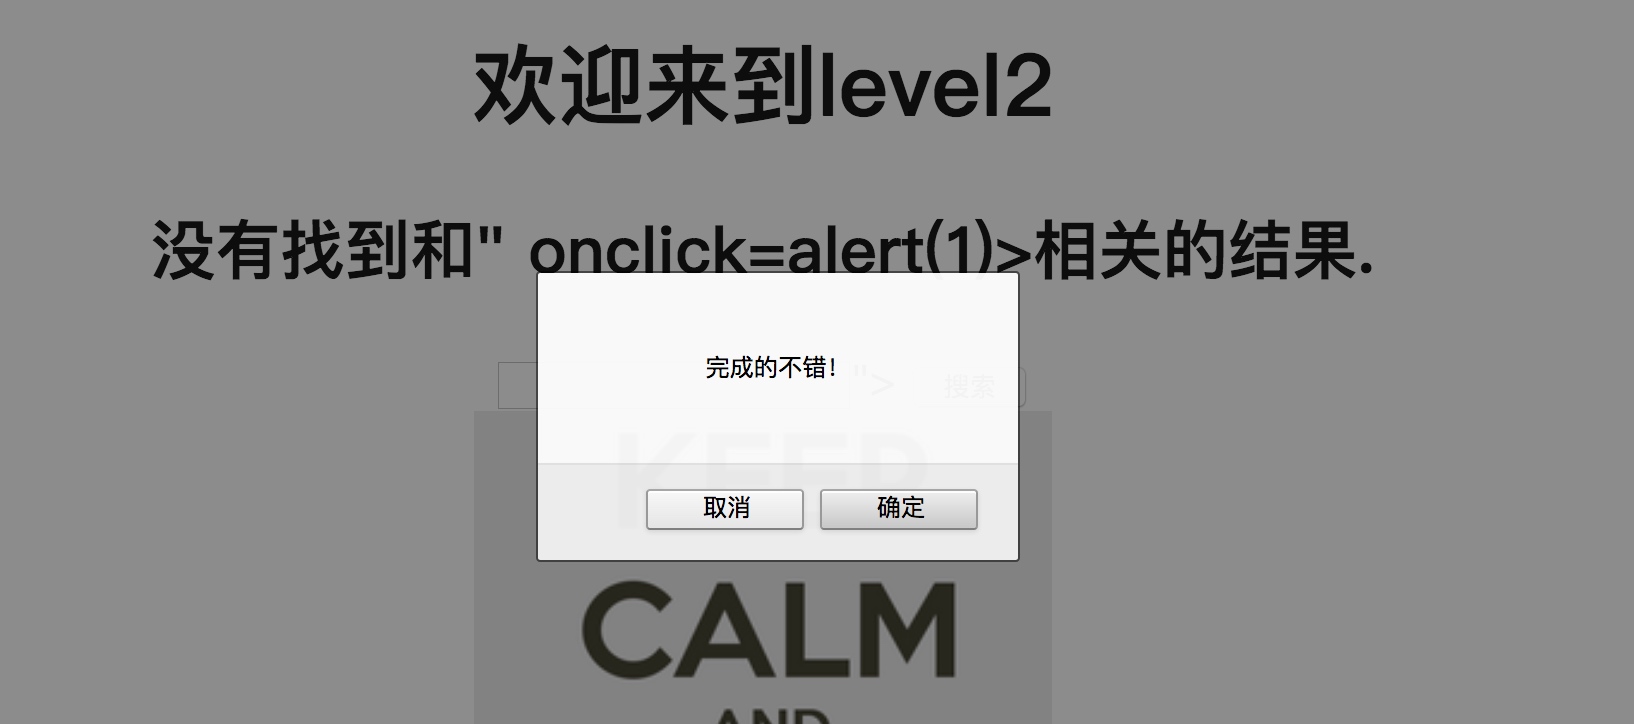 欢迎来到level2
没有找到和" onclick=alert(1)>相关的结果.
完成的不错！
"> 搜索
KEEP
取消 确定
CALM
AND